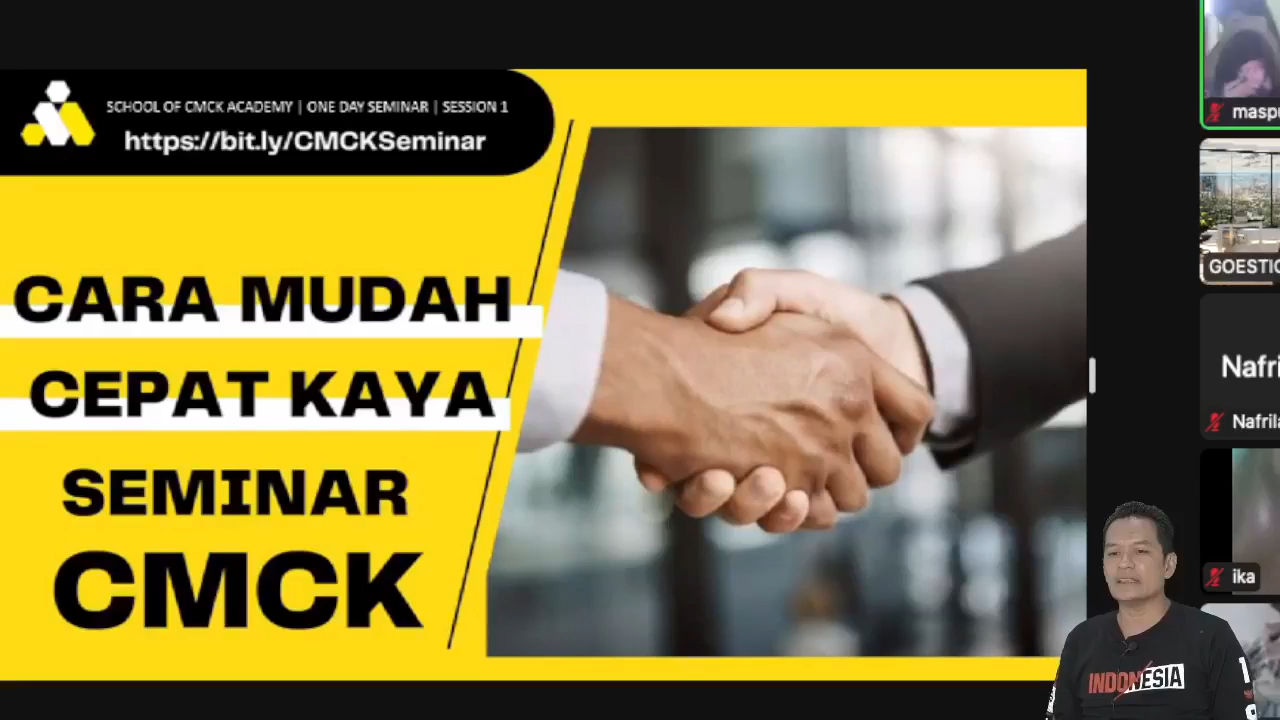 SCHOOL OF CMCK ACADEMY | ONE DAY SEMINAR | SESSION 1
https://bit.ly/CMCKSeminar
CARA MUDAH
CEPAT KAYA
SEMINAR
CMCK
GOESTIC
Nafri
ika
INDONESIA